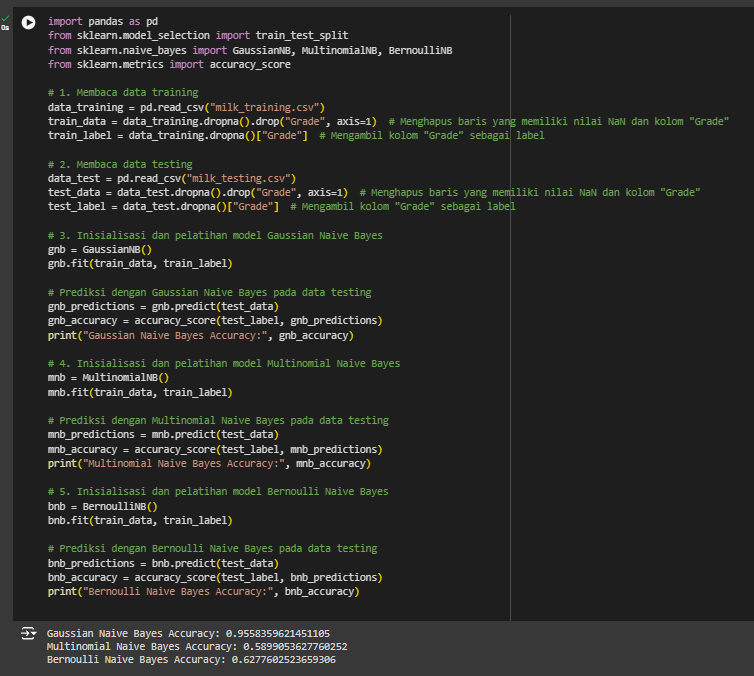 import pandas as pd
from sklearn.model_selection import train_test_split
from sklearn.naive_bayes import GaussianNB, MultinomialNB, BernoulliNB
from sklearn.metrics import accuracy_score

# 1. Membaca data training
data_training = pd.read_csv("milk_training.csv")
train_data = data_training.dropna().drop("Grade", axis=1)  # Menghapus baris yang memiliki nilai NaN dan kolom "Grade"
train_label = data_training.dropna()["Grade"]  # Mengambil kolom "Grade" sebagai label

# 2. Membaca data testing
data_test = pd.read_csv("milk_testing.csv")
test_data = data_test.dropna().drop("Grade", axis=1)  # Menghapus baris yang memiliki nilai NaN dan kolom "Grade"
test_label = data_test.dropna()["Grade"]  # Mengambil kolom "Grade" sebagai label

# 3. Inisialisasi dan pelatihan model Gaussian Naive Bayes
gnb = GaussianNB()
gnb.fit(train_data, train_label)

# Prediksi dengan Gaussian Naive Bayes pada data testing
gnb_predictions = gnb.predict(test_data)
gnb_accuracy = accuracy_score(test_label, gnb_predictions)
print("Gaussian Naive Bayes Accuracy:", gnb_accuracy)

# 4. Inisialisasi dan pelatihan model Multinomial Naive Bayes
mnb = MultinomialNB()
mnb.fit(train_data, train_label)

# Prediksi dengan Multinomial Naive Bayes pada data testing
mnb_predictions = mnb.predict(test_data)
mnb_accuracy = accuracy_score(test_label, mnb_predictions)
print("Multinomial Naive Bayes Accuracy:", mnb_accuracy)

# 5. Inisialisasi dan pelatihan model Bernoulli Naive Bayes
bnb = BernoulliNB()
bnb.fit(train_data, train_label)

# Prediksi dengan Bernoulli Naive Bayes pada data testing
bnb_predictions = bnb.predict(test_data)
bnb_accuracy = accuracy_score(test_label, bnb_predictions)
print("Bernoulli Naive Bayes Accuracy:", bnb_accuracy)

Gaussian Naive Bayes Accuracy: 0.9558359621451105
Multinomial Naive Bayes Accuracy: 0.5899053627760252
Bernoulli Naive Bayes Accuracy: 0.6277602523659306